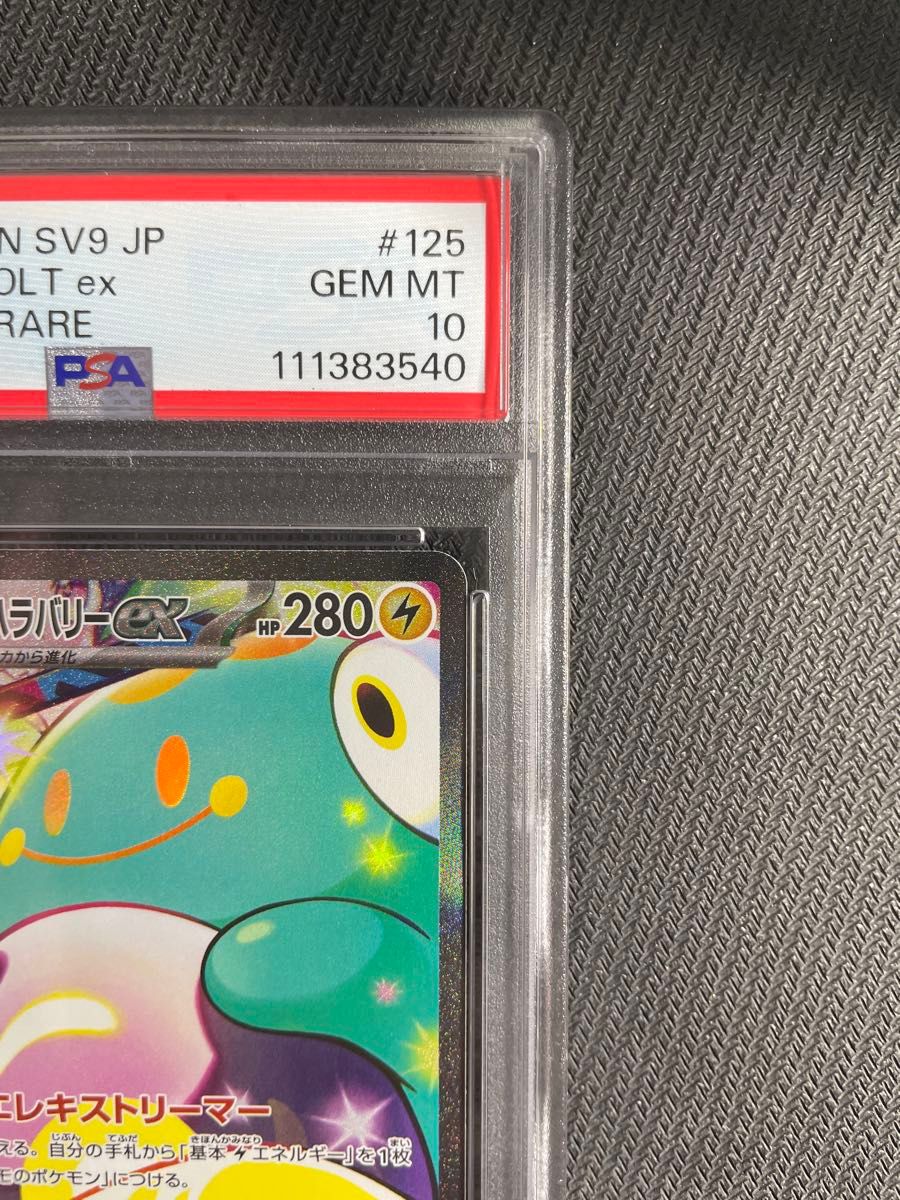 N SV9 JP #125
OLT ex GEM MT
RARE 10
PSA 111383540
ハラバリーex HP 280
カから進化
エレキストリーマー
える。自分の手札から「基本エネルギー」を1枚
モのポケモン」につける。